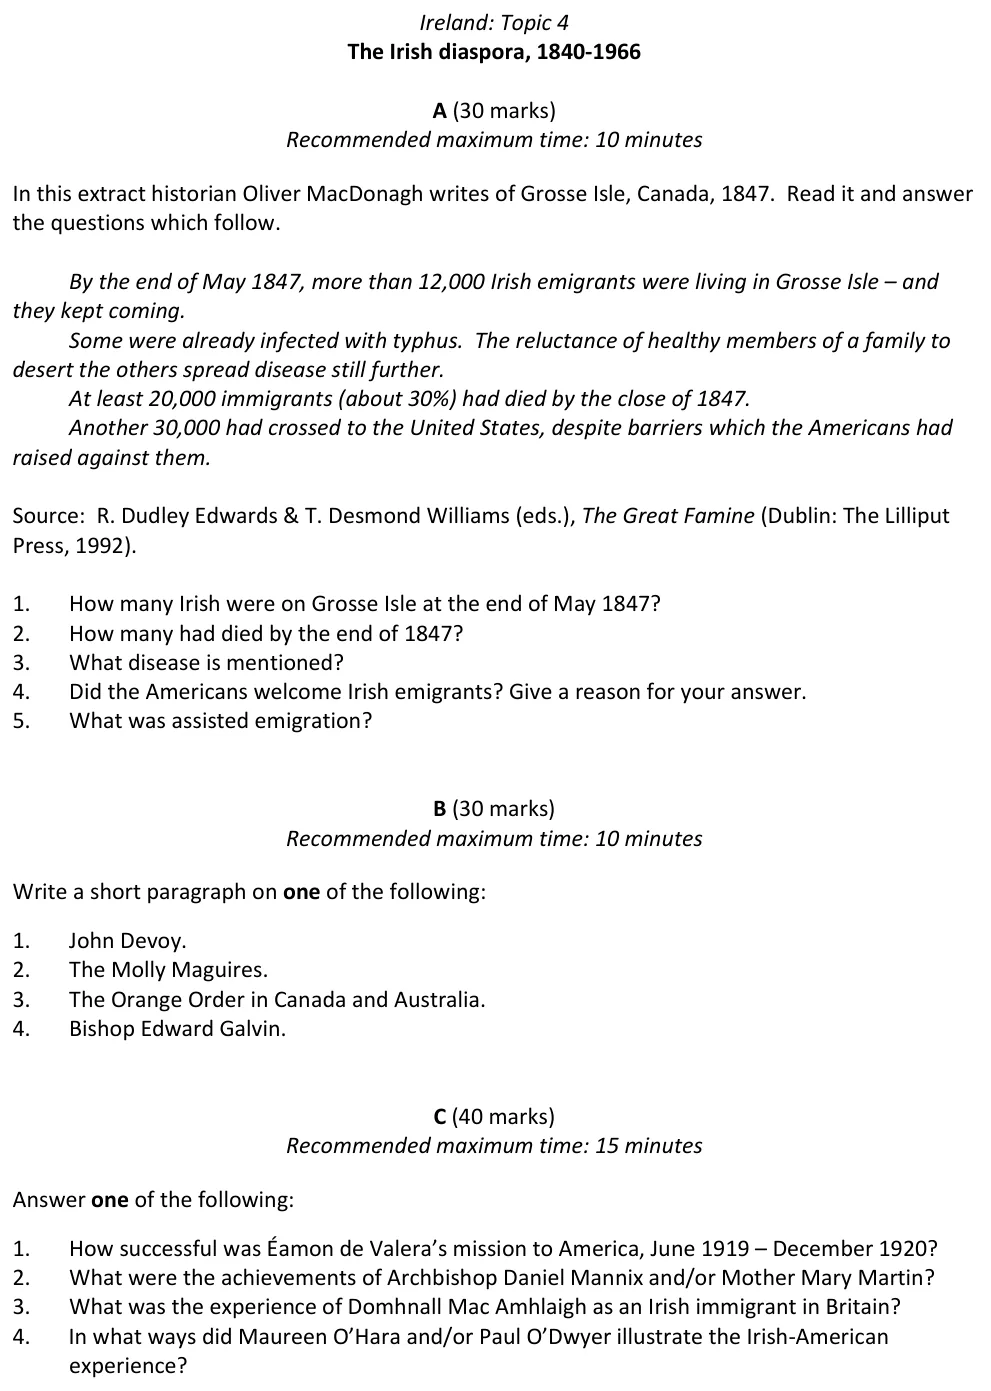 Ireland: Topic 4
The Irish diaspora, 1840-1966
A (30 marks)
Recommended maximum time: 10 minutes
In this extract historian Oliver MacDonagh writes of Grosse Isle, Canada, 1847.  Read it and answer
the questions which follow.
By the end of May 1847, more than 12,000 Irish emigrants were living in Grosse Isle – and
they kept coming.
Some were already infected with typhus.  The reluctance of healthy members of a family to
desert the others spread disease still further.
At least 20,000 immigrants (about 30%) had died by the close of 1847.
Another 30,000 had crossed to the United States, despite barriers which the Americans had
raised against them.
Source:  R. Dudley Edwards & T. Desmond Williams (eds.), The Great Famine (Dublin: The Lilliput
Press, 1992).
1. How many Irish were on Grosse Isle at the end of May 1847?
2. How many had died by the end of 1847?
3. What disease is mentioned?
4. Did the Americans welcome Irish emigrants? Give a reason for your answer.
5. What was assisted emigration?
B (30 marks)
Recommended maximum time: 10 minutes
Write a short paragraph on one of the following:
1. John Devoy.
2. The Molly Maguires.
3. The Orange Order in Canada and Australia.
4. Bishop Edward Galvin.
C (40 marks)
Recommended maximum time: 15 minutes
Answer one of the following:
1. How successful was Éamon de Valera’s mission to America, June 1919 – December 1920?
2. What were the achievements of Archbishop Daniel Mannix and/or Mother Mary Martin?
3. What was the experience of Domhnall Mac Amhlaigh as an Irish immigrant in Britain?
4. In what ways did Maureen O’Hara and/or Paul O’Dwyer illustrate the Irish-American
experience?